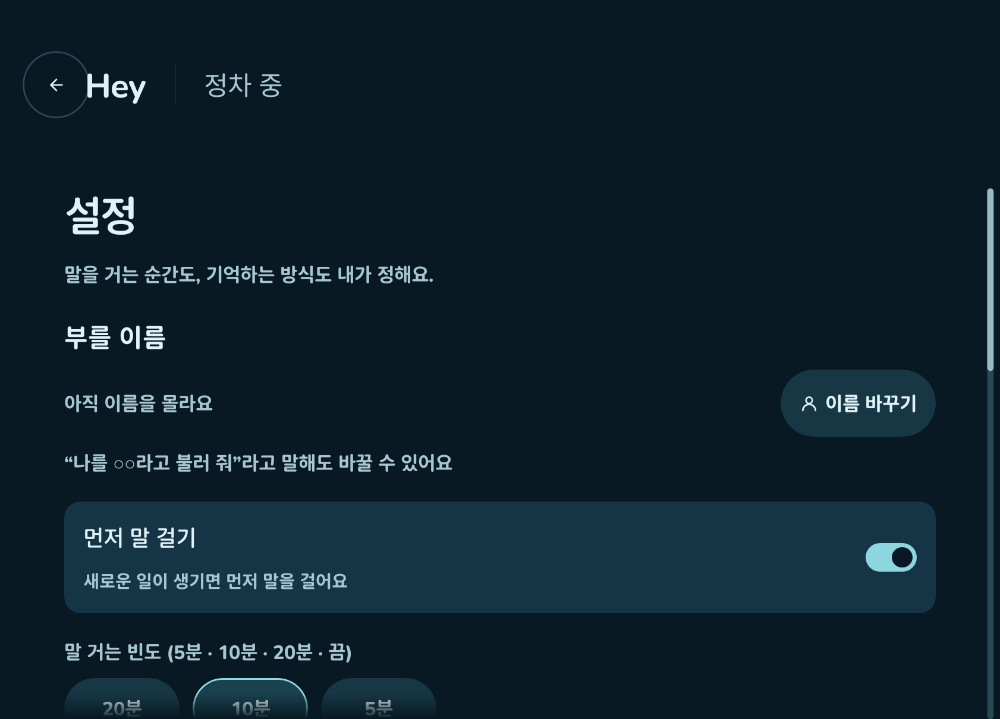 Hey
정차 중
설정
말을 거는 순간도, 기억하는 방식도 내가 정해요.
부를 이름
아직 이름을 몰라요
이름 바꾸기
“나를 ○○라고 불러 줘”라고 말해도 바꿀 수 있어요
먼저 말 걸기
새로운 일이 생기면 먼저 말을 걸어요
말 거는 빈도 (5분 · 10분 · 20분 · 끔)
20분 10분 5분